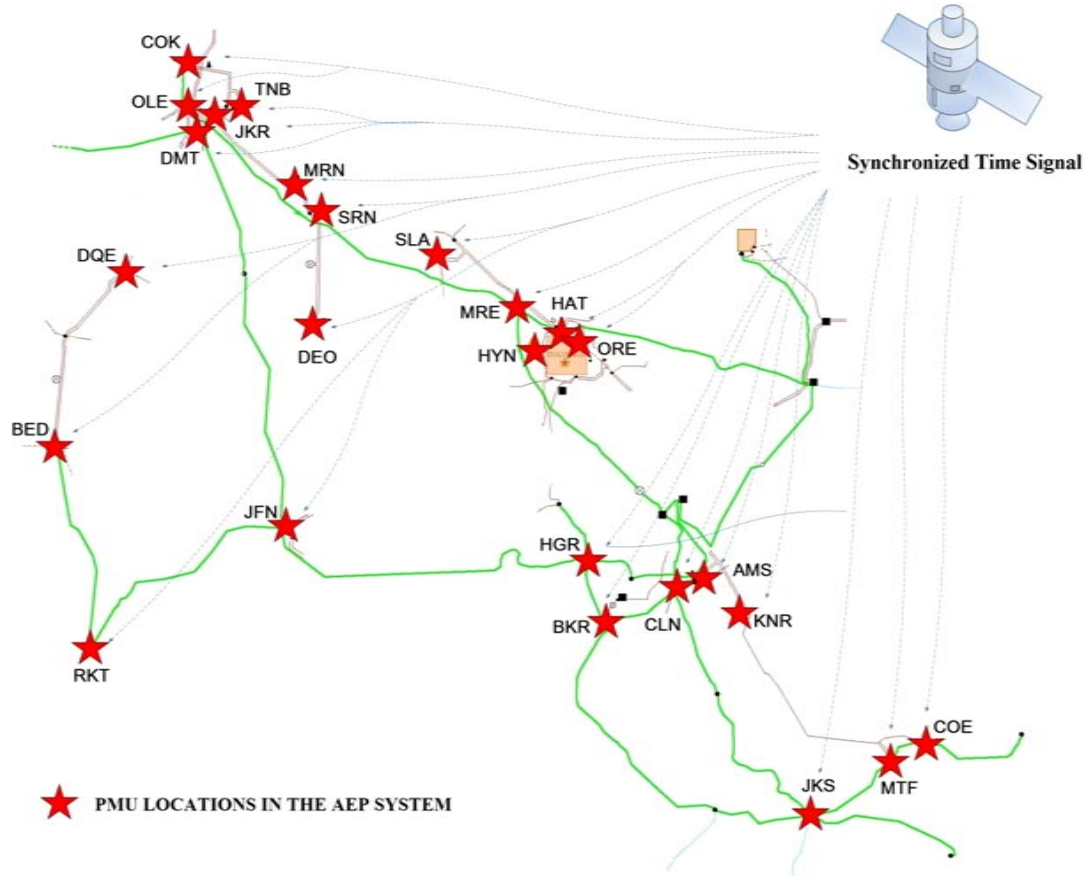 COK
TNB
OLE
JKR
DMT
MRN
Synchronized Time Signal
SRN
SLA
DQE
MRE
HAT
DEO
HYN
ORE
BED
JFN
HGR
AMS
BKR
CLN
KNR
RKT
COE
JKS
MTF
PMU LOCATIONS IN THE AEP SYSTEM